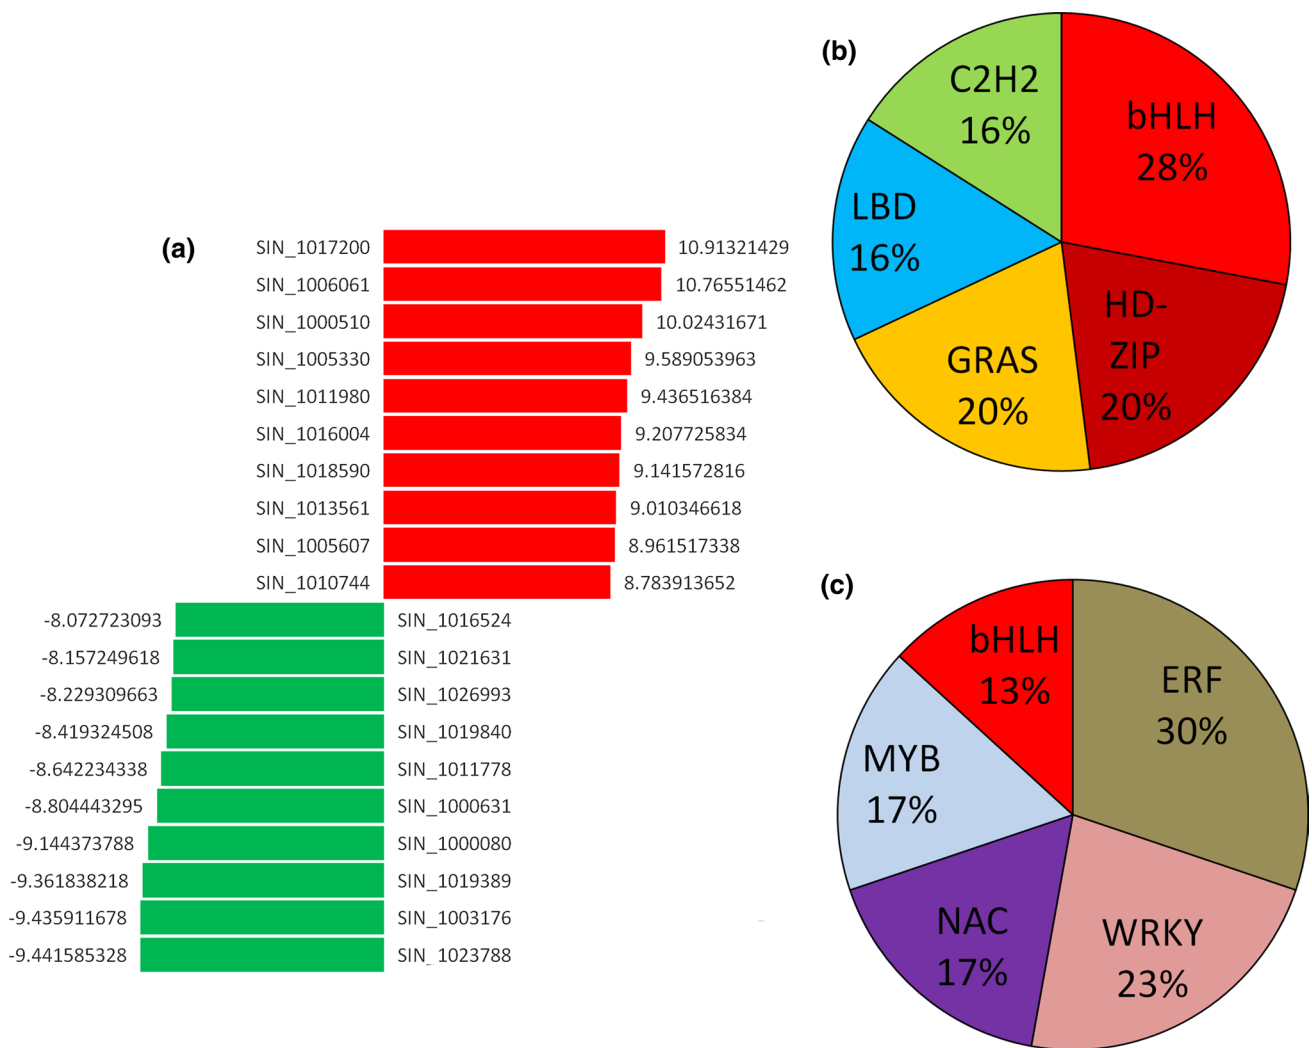 (a)
SIN_1017200 10.91321429
SIN_1006061 10.76551462
SIN_1000510 10.02431671
SIN_1005330 9.589053963
SIN_1011980 9.436516384
SIN_1016004 9.207725834
SIN_1018590 9.141572816
SIN_1013561 9.010346618
SIN_1005607 8.961517338
SIN_1010744 8.783913652
-8.072723093 SIN_1016524
-8.157249618 SIN_1021631
-8.229309663 SIN_1026993
-8.419324508 SIN_1019840
-8.642234338 SIN_1011778
-8.804443295 SIN_1000631
-9.144373788 SIN_1000080
-9.361838218 SIN_1019389
-9.435911678 SIN_1003176
-9.441585328 SIN_1023788
(b)
C2H2
16%
bHLH
28%
LBD
16%
HD-
ZIP
20%
GRAS
20%
(c)
bHLH
13%
ERF
30%
MYB
17%
NAC
17%
WRKY
23%